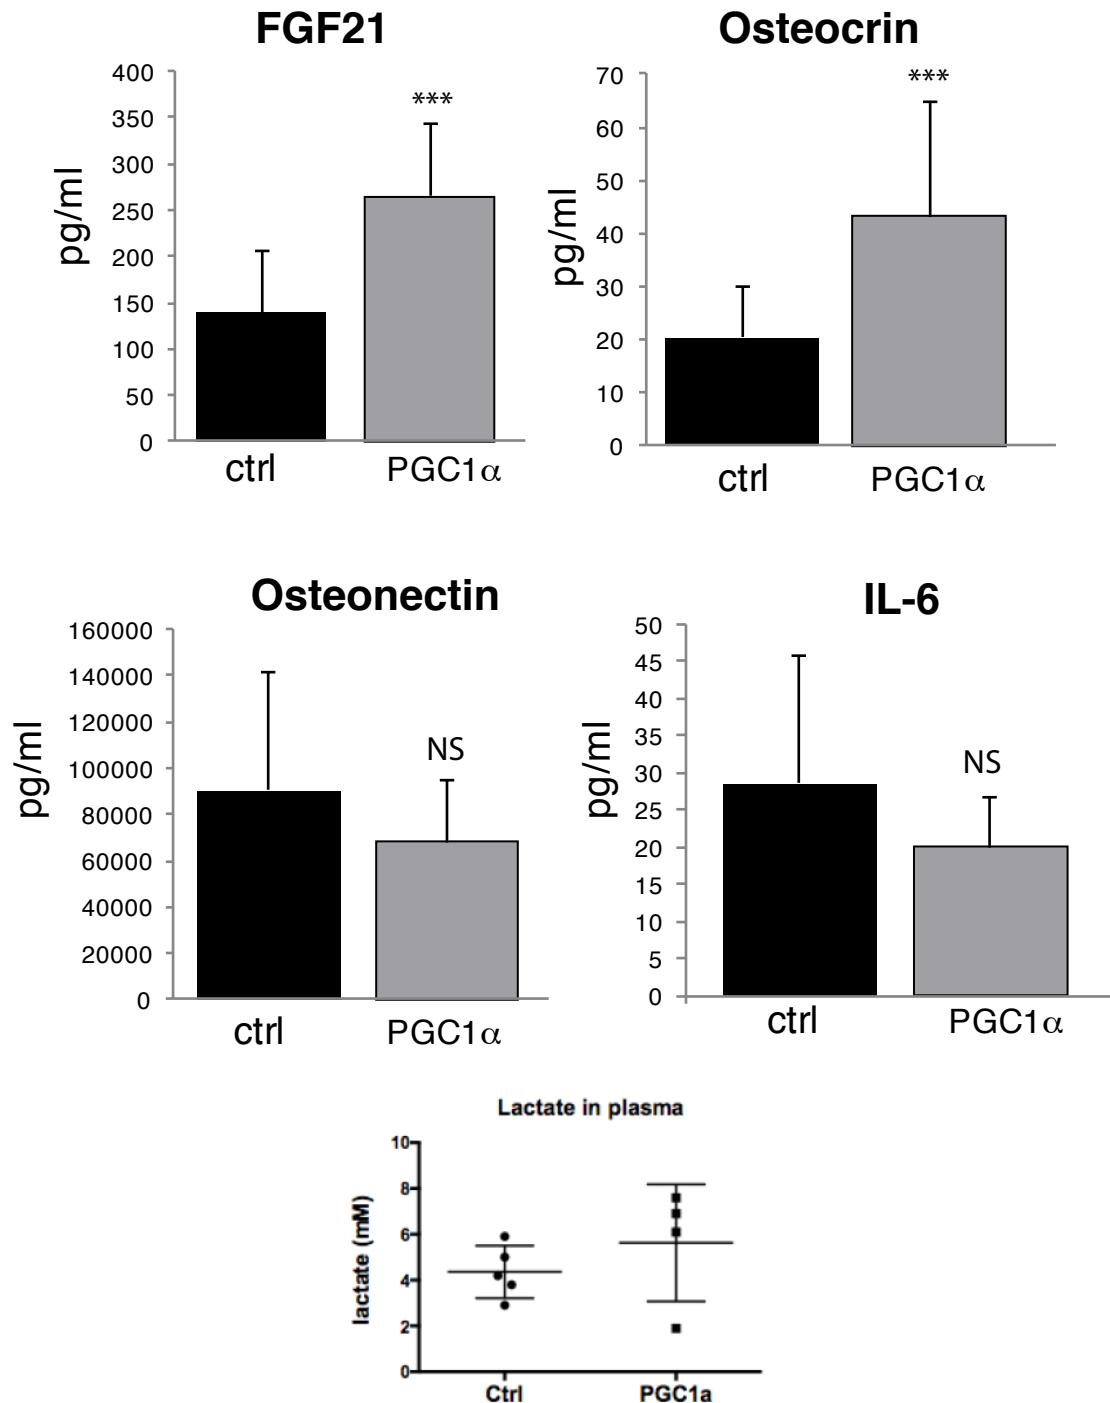 FGF21
400
350
300
250
200
150
100
50
0
pg/ml
***
ctrl PGC1α
Osteocrin
70
60
50
40
30
20
10
0
pg/ml
***
ctrl PGC1α
Osteonectin
160000
140000
120000
100000
80000
60000
40000
20000
0
pg/ml
NS
ctrl PGC1α
IL-6
50
45
40
35
30
25
20
15
10
5
0
pg/ml
NS
ctrl PGC1α
Lactate in plasma
10
8
6
4
2
0
lactate (mM)
Ctrl PGC1a